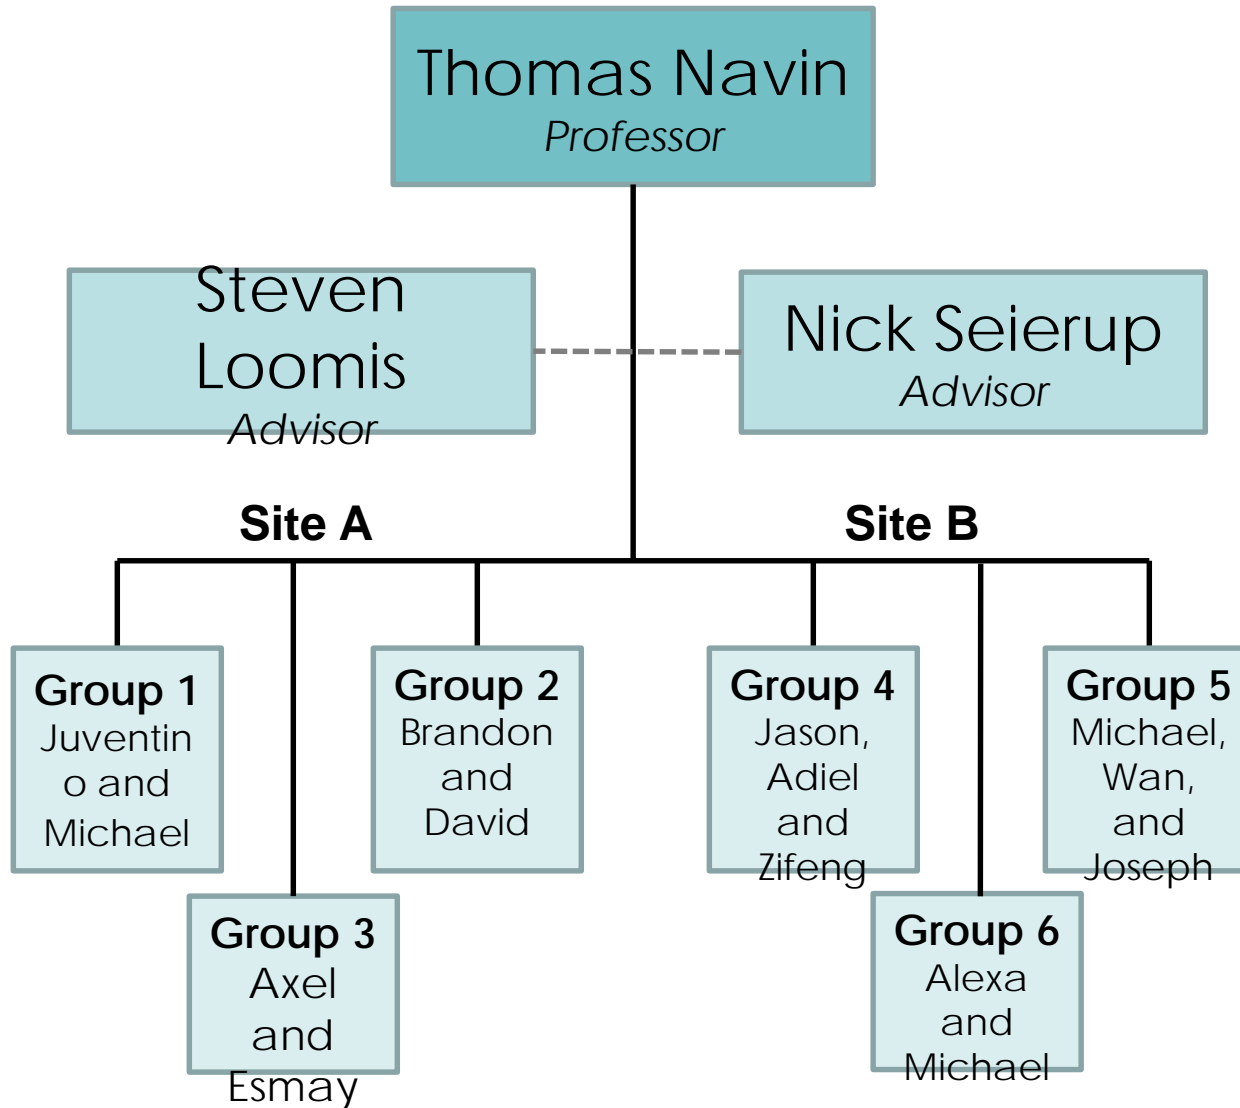 Thomas Navin
Professor
Steven
Loomis
Advisor
Nick Seierup
Advisor
Site A
Site B
Group 1
Juventin
o and
Michael
Group 2
Brandon
and
David
Group 4
Jason,
Adiel
and
Zifeng
Group 5
Michael,
Wan,
and
Joseph
Group 3
Axel
and
Esmay
Group 6
Alexa
and
Michael